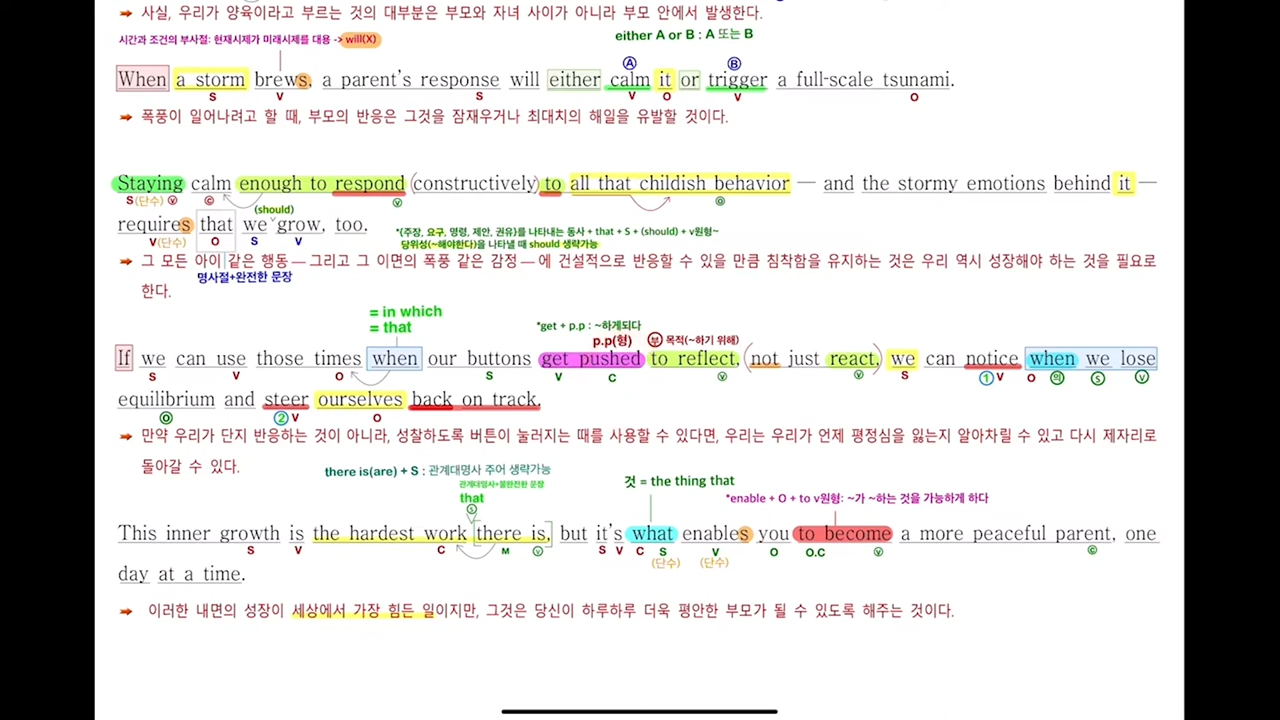 ➡ 사실, 우리가 양육이라고 부르는 것의 대부분은 부모와 자녀 사이가 아니라 부모 안에서 발생한다.
시간과 조건의 부사절: 현재시제가 미래시제를 대용 -> will(X)
either A or B : A 또는 B
Ⓐ Ⓑ
When a storm brews, a parent's response will either calm it or trigger a full-scale tsunami.
S V S V O V O
➡ 폭풍이 일어나려고 할 때, 부모의 반응은 그것을 잠재우거나 최대치의 해일을 유발할 것이다.
Staying calm enough to respond (constructively) to all that childish behavior — and the stormy emotions behind it —
S(단수) ⓥ ⓒ ⓥ ⓞ
(should)
requires that we ˅grow, too.
V(단수) O S V
*(주장, 요구, 명령, 제안, 권유)를 나타내는 동사 + that + S + (should) + v원형~
당위성(~해야한다)을 나타낼 때 should 생략가능
➡ 그 모든 아이 같은 행동—그리고 그 이면의 폭풍 같은 감정—에 건설적으로 반응할 수 있을 만큼 침착함을 유지하는 것은 우리 역시 성장해야 하는 것을 필요로
명사절+완전한 문장
한다.
= in which
= that
*get + p.p : ~하게되다
p.p(형) 부 목적(~하기 위해)
If we can use those times when our buttons get pushed to reflect, (not just react,) we can notice when we lose
S V O S V C ⓥ ⓥ S ① V O 의 ⓢ ⓥ
equilibrium and steer ourselves back on track.
ⓞ ② V O
➡ 만약 우리가 단지 반응하는 것이 아니라, 성찰하도록 버튼이 눌러지는 때를 사용할 수 있다면, 우리는 우리가 언제 평정심을 잃는지 알아차릴 수 있고 다시 제자리로
돌아갈 수 있다.
there is(are) + S : 관계대명사 주어 생략가능
관계대명사+불완전한 문장
that
ⓢ
것 = the thing that
*enable + O + to v원형: ~가 ~하는 것을 가능하게 하다
This inner growth is the hardest work [there is,] but it's what enables you to become a more peaceful parent, one
S V C M ⓥ S V C S V O O.C ⓥ ⓒ
(단수) (단수)
day at a time.
➡ 이러한 내면의 성장이 세상에서 가장 힘든 일이지만, 그것은 당신이 하루하루 더욱 평안한 부모가 될 수 있도록 해주는 것이다.